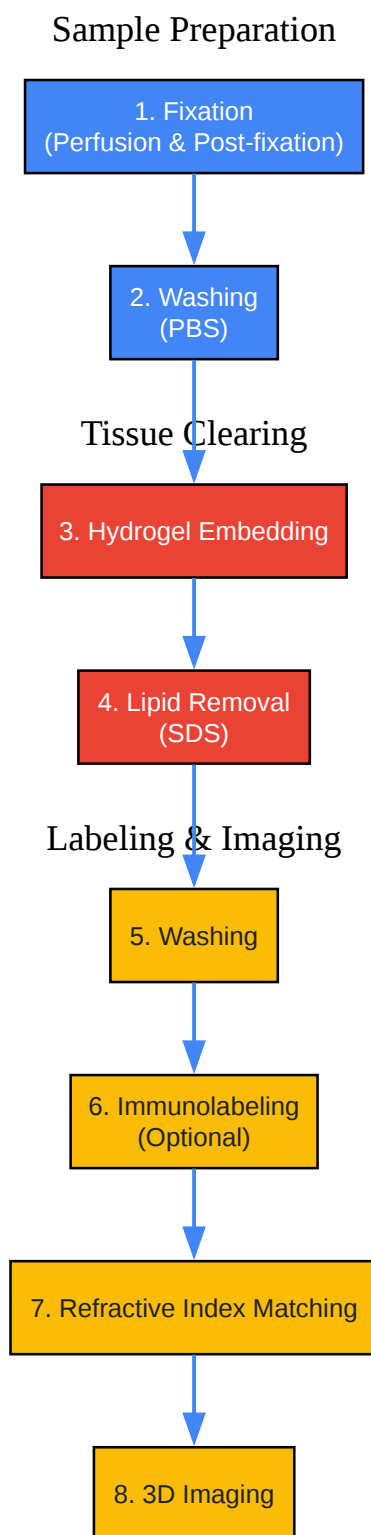 Sample Preparation
1. Fixation
(Perfusion & Post-fixation)
2. Washing
(PBS)
Tissue Clearing
3. Hydrogel Embedding
4. Lipid Removal
(SDS)
Labeling & Imaging
5. Washing
6. Immunolabeling
(Optional)
7. Refractive Index Matching
8. 3D Imaging